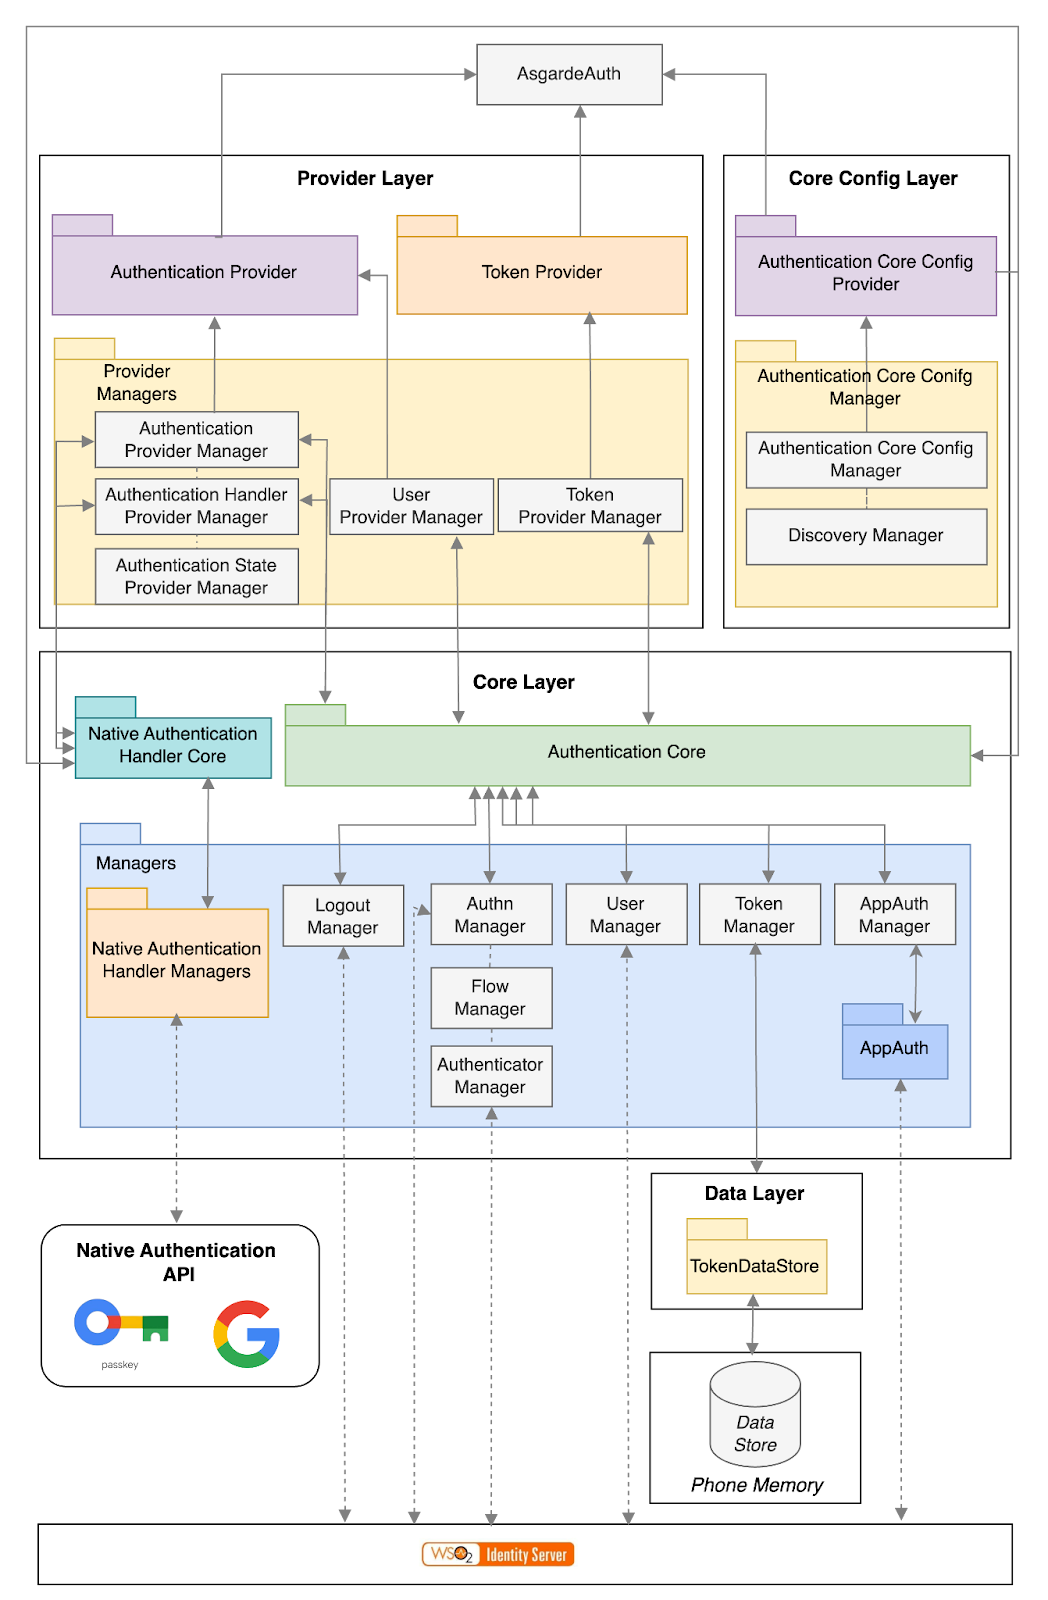 AsgardeAuth
Provider Layer
Core Config Layer
Authentication Provider
Token Provider
Authentication Core Config
Provider
Provider
Managers
Authentication Core Conifg
Manager
Authentication
Provider Manager
Authentication Core Config
Manager
Authentication Handler
Provider Manager
User
Provider Manager
Token
Provider Manager
Discovery Manager
Authentication State
Provider Manager
Core Layer
Native Authentication
Handler Core
Authentication Core
Managers
Logout
Manager
Authn
Manager
User
Manager
Token
Manager
AppAuth
Manager
Native Authentication
Handler Managers
Flow
Manager
AppAuth
Authenticator
Manager
Data Layer
TokenDataStore
Native Authentication
API
passkey
Data
Store
Phone Memory
WSO2 Identity Server